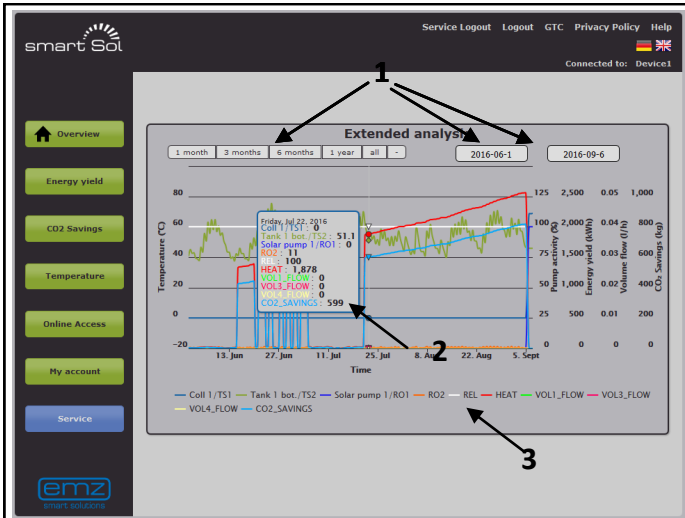 Service Logout Logout GTC Privacy Policy Help
smart Sol
Connected to: Device1
1
Overview
Energy yield
CO2 Savings
Temperature
Online Access
My account
Service
emz
smart solutions
Extended analysis
1 month 3 months 6 months 1 year all -
2016-06-1 2016-09-6
Friday, Jul 22, 2016
Coll 1/TS1 : 0
Tank 1 bot./TS2 : 51.1
Solar pump 1/RO1 : 0
RO2 : 11
REL : 100
HEAT : 1,878
VOL1_FLOW : 0
VOL3_FLOW : 0
VOL4_FLOW : 0
CO2_SAVINGS : 599
Temperature (°C)
80
60
40
20
0
-20
125 2,500 0.05 1,000
100 2,000 0.04 800
75 1,500 0.03 600
50 1,000 0.02 400
25 500 0.01 200
0 0 0 0
Pump activity (%)
Energy yield (kWh)
Volume flow (l/h)
CO₂ Savings (kg)
13. Jun 27. Jun 11. Jul 25. Jul 8. Aug 22. Aug 5. Sept
Time
2
Coll 1/TS1 Tank 1 bot./TS2 Solar pump 1/RO1 RO2 REL HEAT VOL1_FLOW VOL3_FLOW
VOL4_FLOW CO2_SAVINGS
3